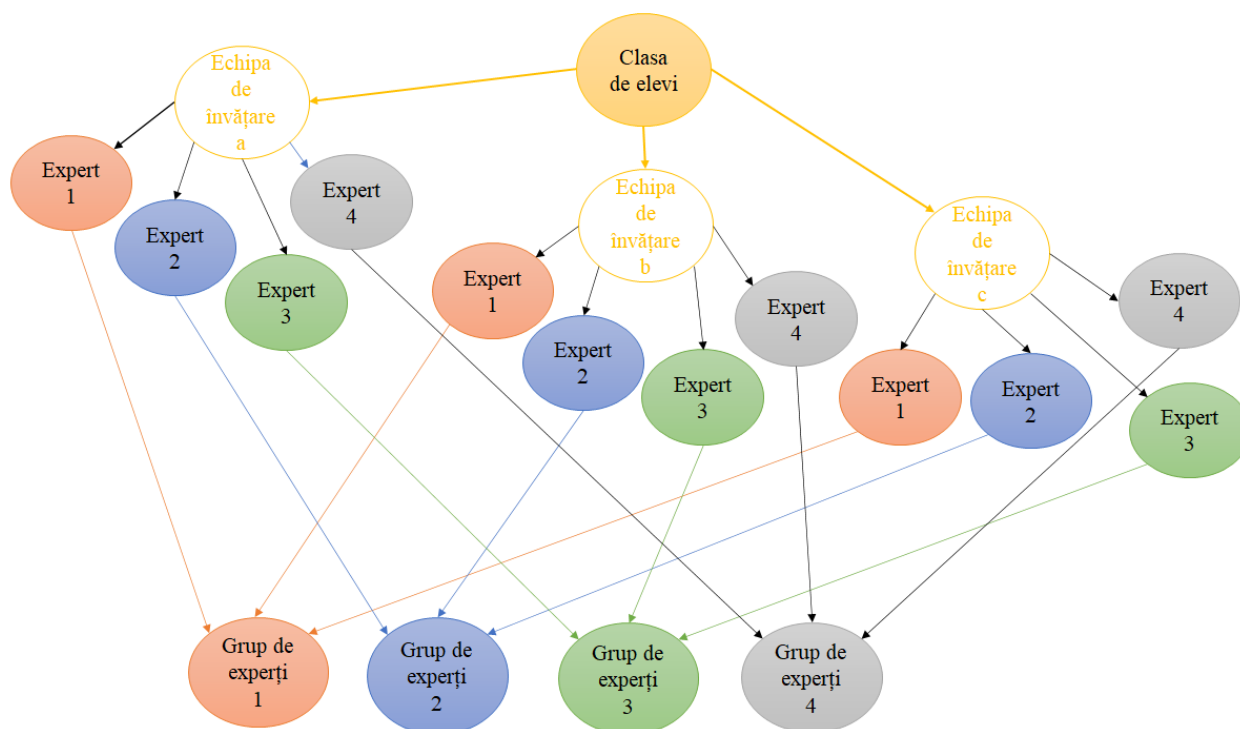 Clasa
de elevi
Echipa
de
învățare
a
Expert
1
Expert
2
Expert
3
Expert
4
Echipa
de
învățare
b
Expert
1
Expert
2
Expert
3
Expert
4
Echipa
de
învățare
c
Expert
1
Expert
2
Expert
3
Expert
4
Grup de
experți
1
Grup de
experți
2
Grup de
experți
3
Grup de
experți
4